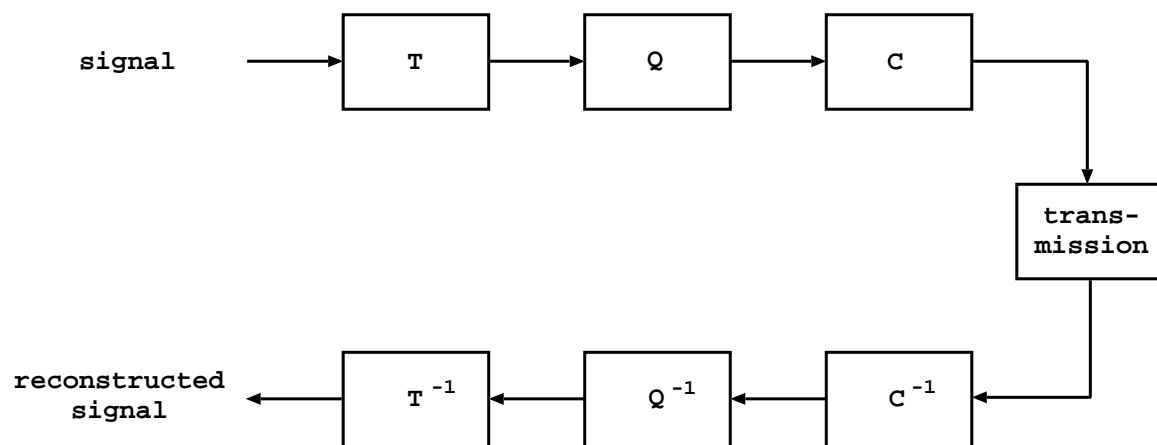 signal
T
Q
C
trans-
mission
reconstructed
signal
T⁻¹
Q⁻¹
C⁻¹